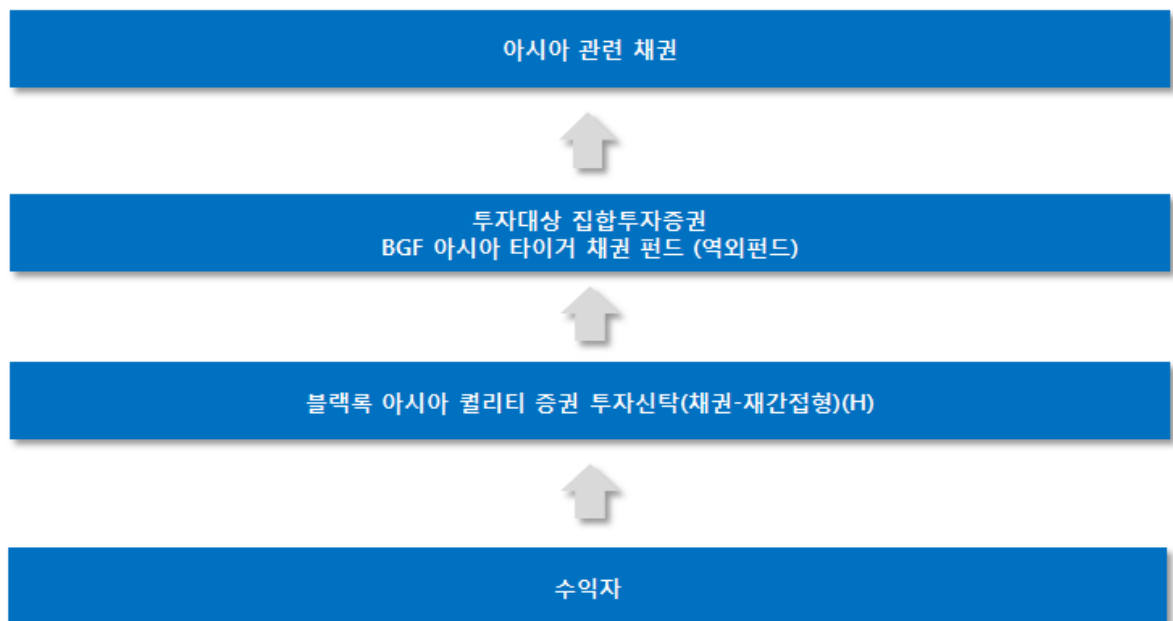 아시아 관련 채권
투자대상 집합투자증권
BGF 아시아 타이거 채권 펀드 (역외펀드)
블랙록 아시아 퀄리티 증권 투자신탁(채권-재간접형)(H)
수익자